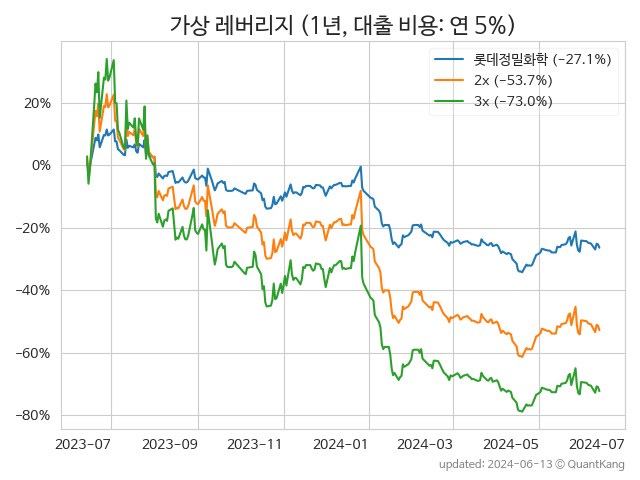 가상 레버리지 (1년, 대출 비용: 연 5%)
롯데정밀화학 (−27.1%)
2x (−53.7%)
3x (−73.0%)
20%
0%
−20%
−40%
−60%
−80%
2023-07
2023-09
2023-11
2024-01
2024-03
2024-05
2024-07
updated: 2024-06-13 © QuantKang